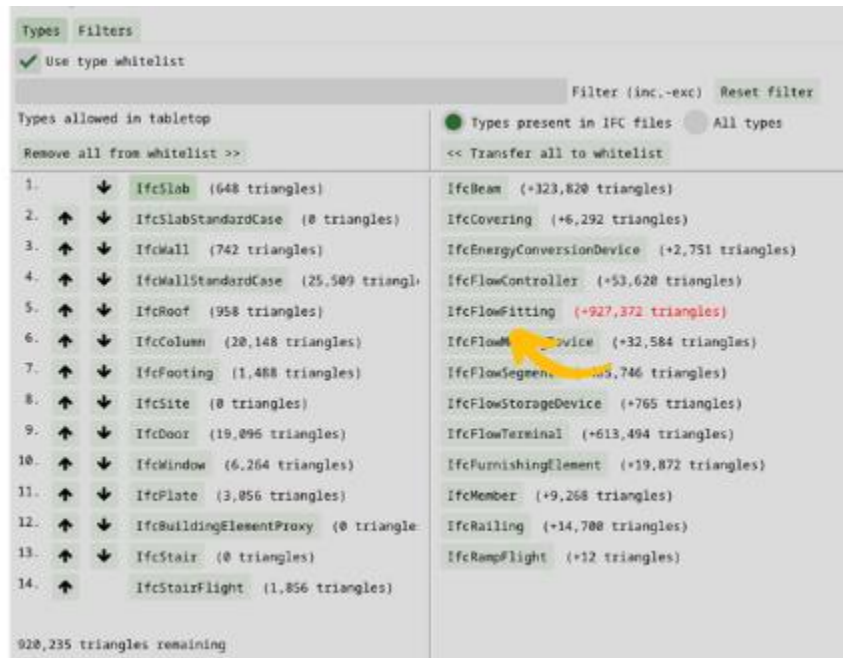 Types Filters
Use type whitelist
Filter (inc.-exc) Reset filter
Types allowed in tabletop
Remove all from whitelist >>
1. IfcSlab (648 triangles)
2. IfcSlabStandardCase (0 triangles)
3. IfcWall (742 triangles)
4. IfcWallStandardCase (25,509 triangl
5. IfcRoof (958 triangles)
6. IfcColumn (20,148 triangles)
7. IfcFooting (1,488 triangles)
8. IfcSite (0 triangles)
9. IfcDoor (19,096 triangles)
10. IfcWindow (6,264 triangles)
11. IfcPlate (3,056 triangles)
12. IfcBuildingElementProxy (0 triangle
13. IfcStair (0 triangles)
14. IfcStairFlight (1,856 triangles)
920,235 triangles remaining
Types present in IFC files All types
<< Transfer all to whitelist
IfcBeam (+323,820 triangles)
IfcCovering (+6,292 triangles)
IfcEnergyConversionDevice (+2,751 triangles)
IfcFlowController (+53,620 triangles)
IfcFlowFitting (+927,372 triangles)
(+32,584 triangles)
IfcFlowSegment triangles)
IfcFlowStorageDevice (+765 triangles)
IfcFlowTerminal (+613,494 triangles)
IfcFurnishingElement (+19,872 triangles)
IfcMember (+9,268 triangles)
IfcRailing (+14,700 triangles)
IfcRampFlight (+12 triangles)